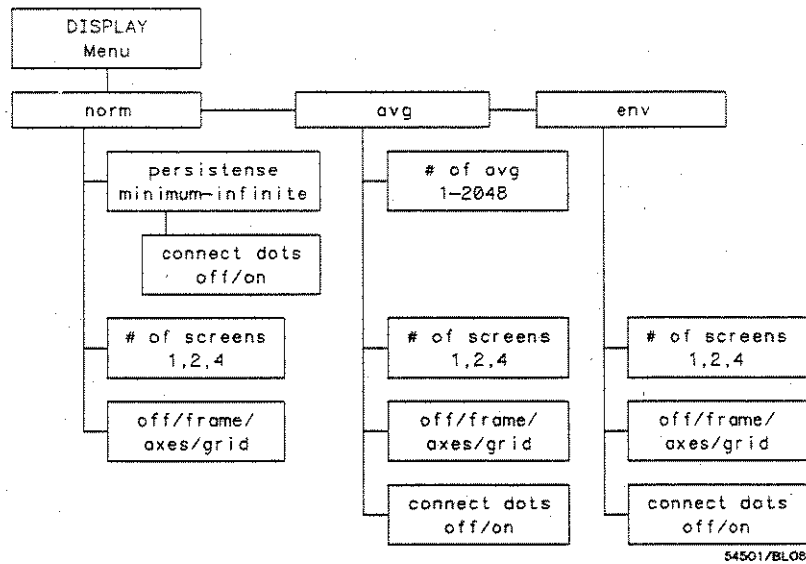 DISPLAY
Menu
norm
avg
env
persistense
minimum-infinite
connect dots
off/on
# of screens
1,2,4
off/frame/
axes/grid
# of avg
1-2048
# of screens
1,2,4
off/frame/
axes/grid
connect dots
off/on
# of screens
1,2,4
off/frame/
axes/grid
connect dots
off/on
54501/BL08